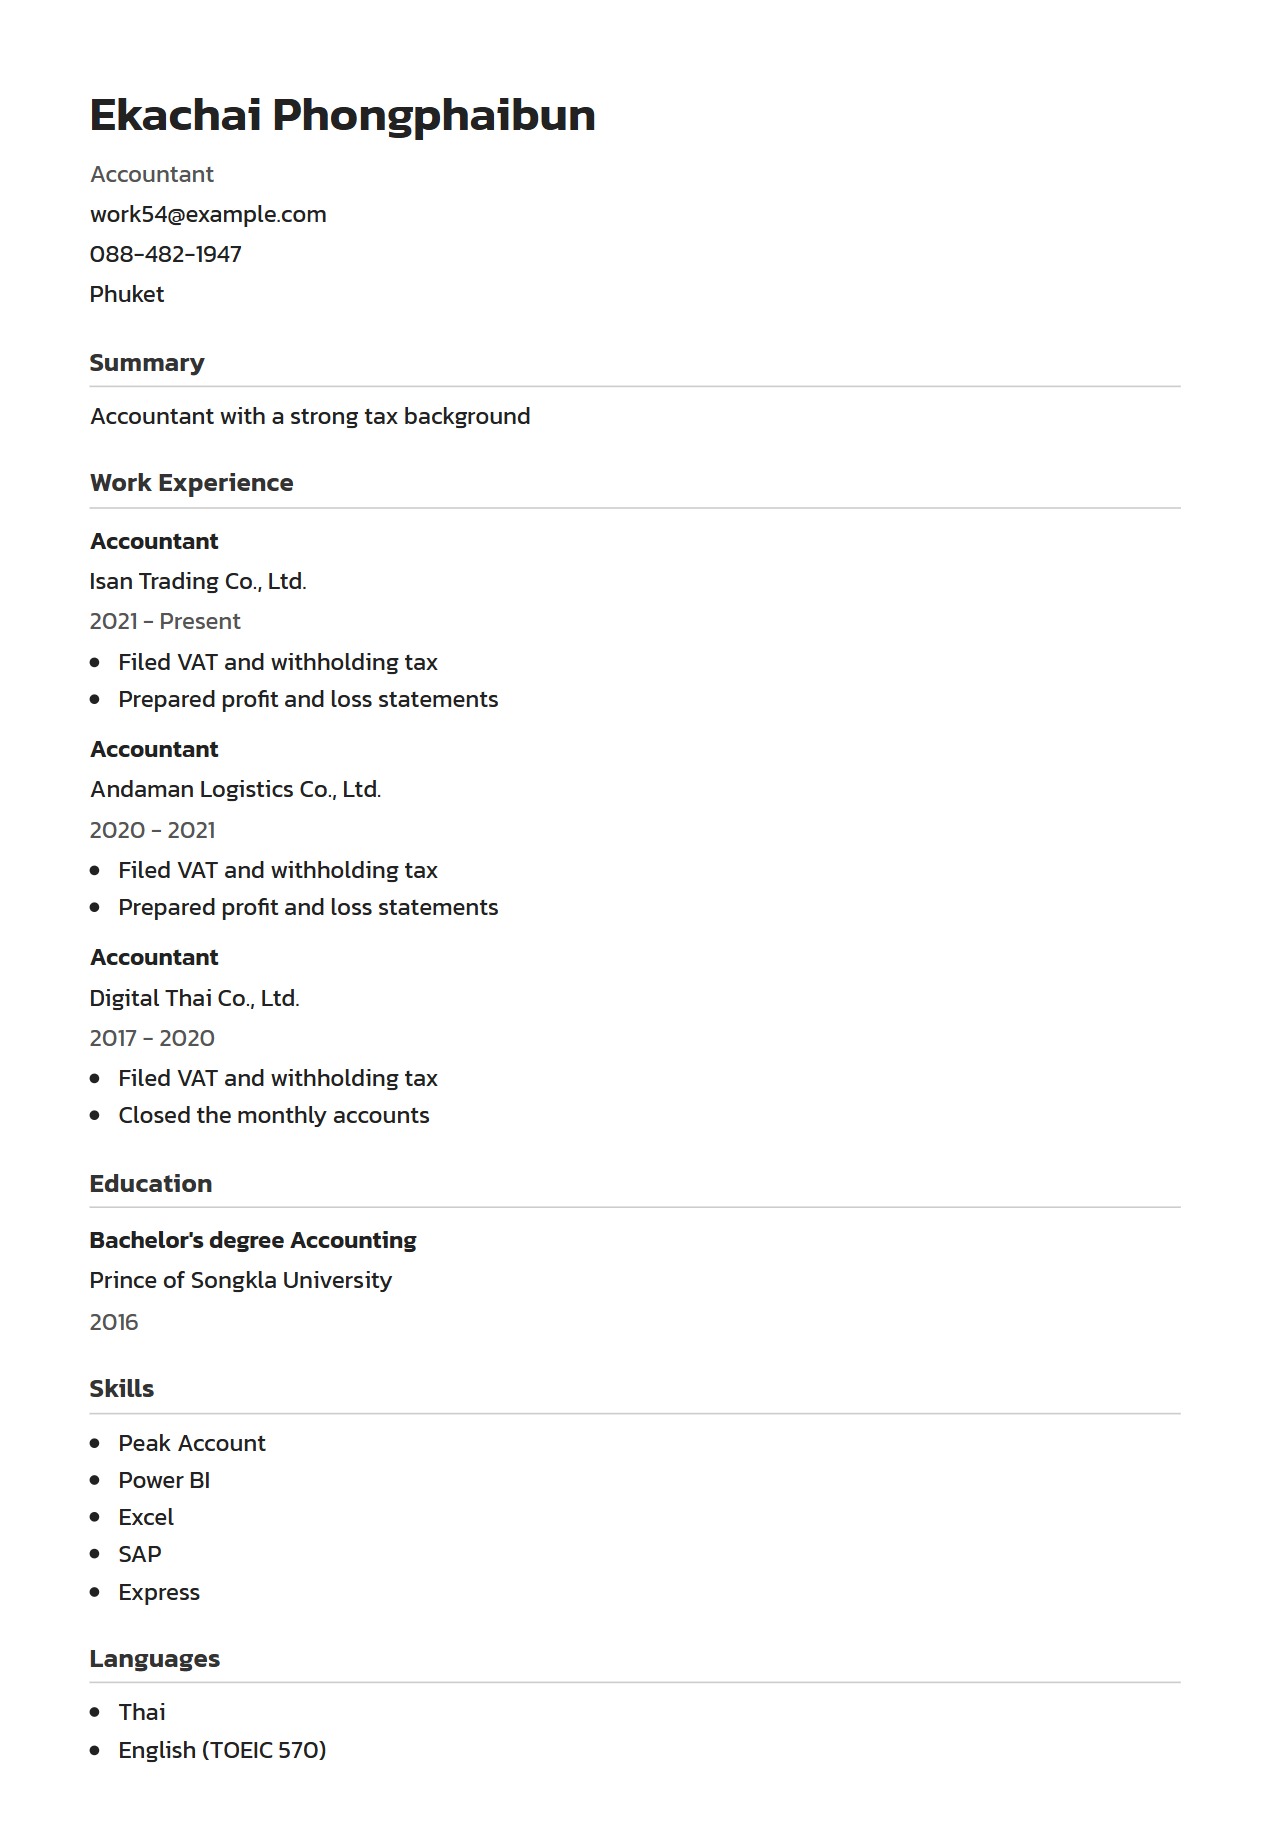 Ekachai Phongphaibun
Accountant
work54@example.com
088-482-1947
Phuket
Summary
Accountant with a strong tax background
Work Experience
Accountant
Isan Trading Co., Ltd.
2021 – Present
• Filed VAT and withholding tax
• Prepared profit and loss statements
Accountant
Andaman Logistics Co., Ltd.
2020 – 2021
• Filed VAT and withholding tax
• Prepared profit and loss statements
Accountant
Digital Thai Co., Ltd.
2017 – 2020
• Filed VAT and withholding tax
• Closed the monthly accounts
Education
Bachelor's degree Accounting
Prince of Songkla University
2016
Skills
• Peak Account
• Power BI
• Excel
• SAP
• Express
Languages
• Thai
• English (TOEIC 570)